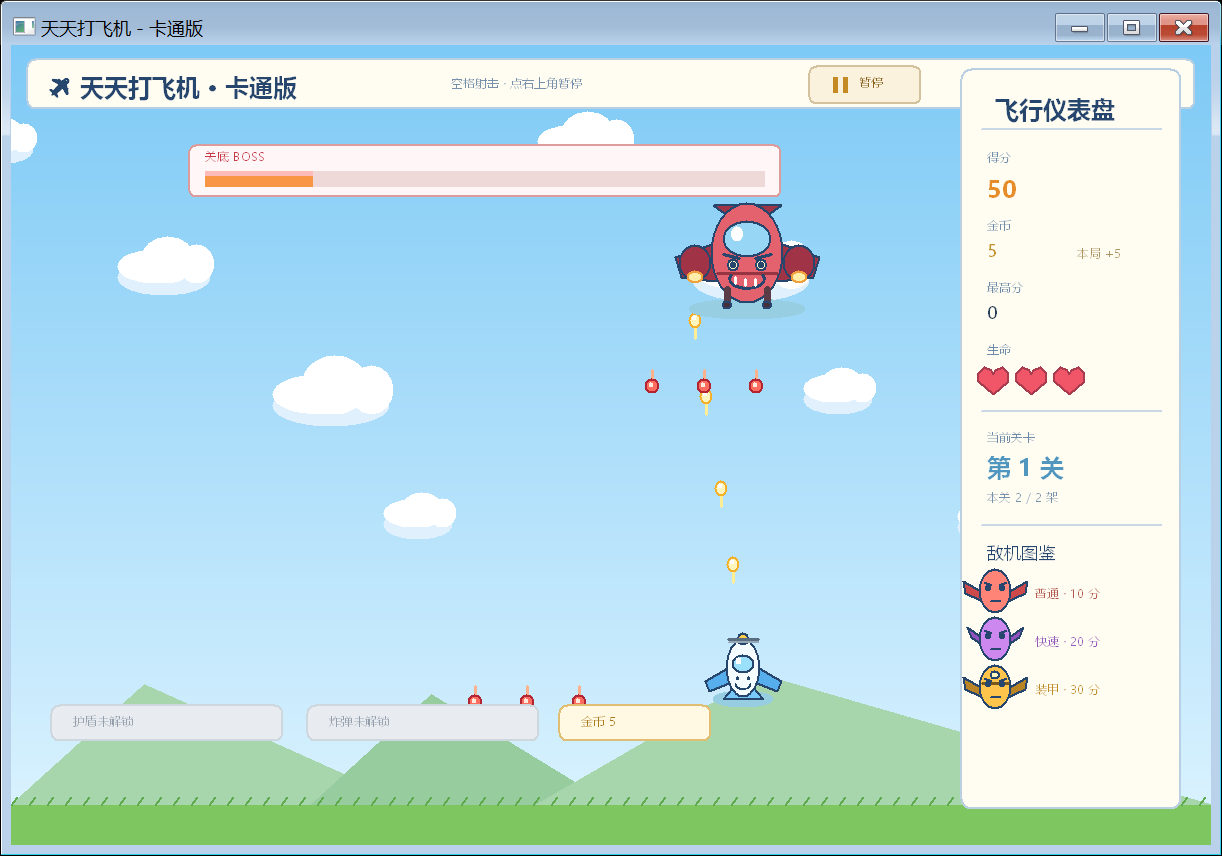 天天打飞机 - 卡通版
天天打飞机·卡通版
空格射击 · 点右上角暂停
暂停
关底 BOSS
飞行仪表盘
得分
50
金币
5
本局 +5
最高分
0
生命
当前关卡
第 1 关
本关 2 / 2 架
敌机图鉴
普通 · 10 分
快速 · 20 分
装甲 · 30 分
护盾未解锁
炸弹未解锁
金币 5